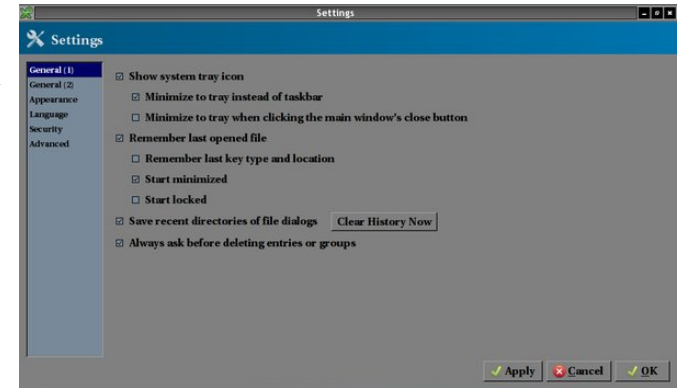 Settings
Settings
General (1)
General (2)
Appearance
Language
Security
Advanced
Show system tray icon
Minimize to tray instead of taskbar
Minimize to tray when clicking the main window's close button
Remember last opened file
Remember last key type and location
Start minimized
Start locked
Save recent directories of file dialogs Clear History Now
Always ask before deleting entries or groups
Apply Cancel OK